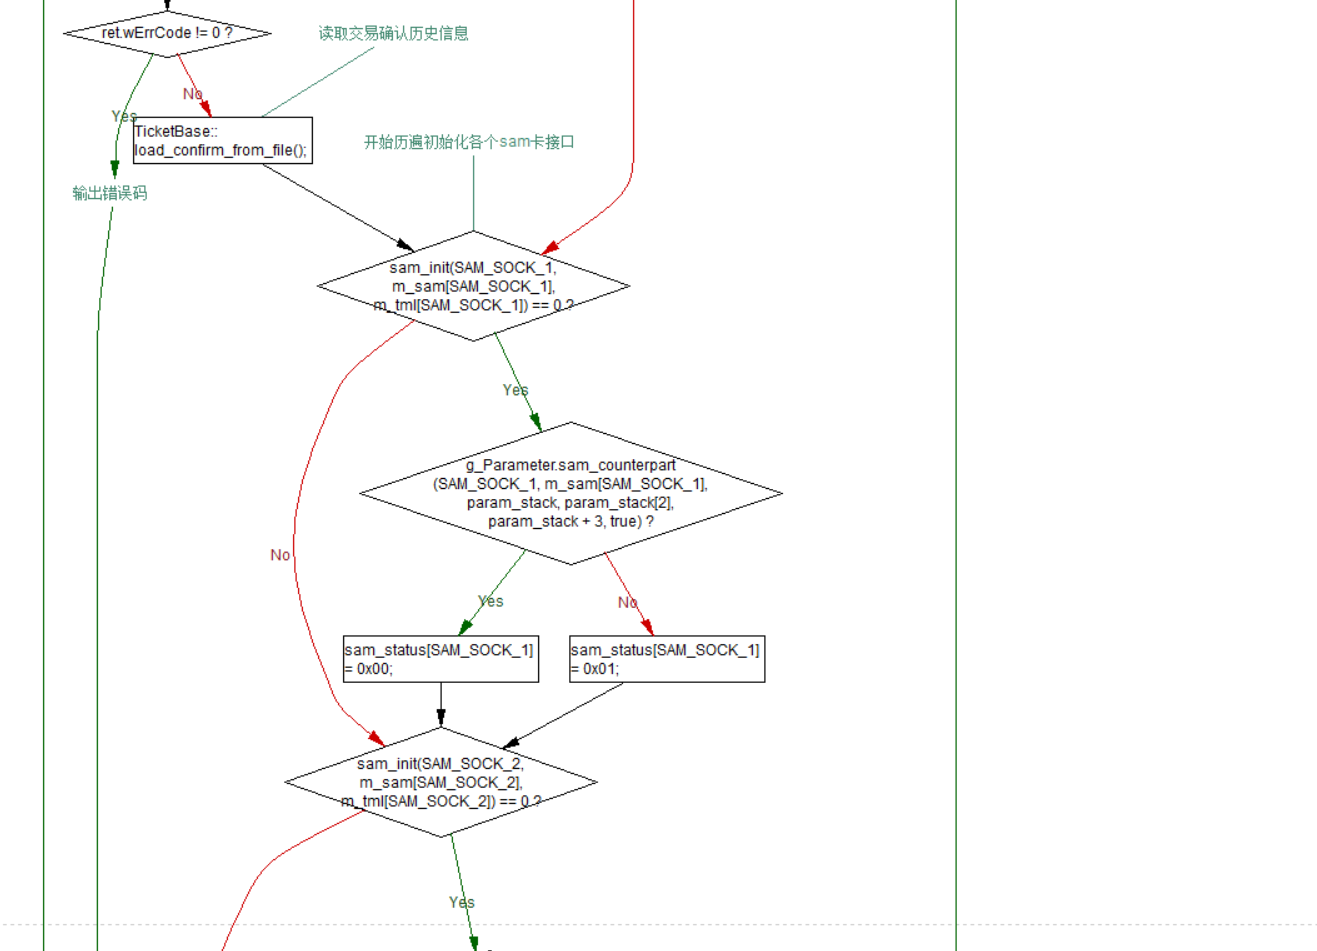 ret.wErrCode != 0 ?
读取交易确认历史信息
No
Yes
TicketBase::
load_confirm_from_file();
开始历遍初始化各个sam卡接口
输出错误码
sam_init(SAM_SOCK_1,
m_sam[SAM_SOCK_1],
m_tml[SAM_SOCK_1]) == 0 ?
Yes
g_Parameter.sam_counterpart
(SAM_SOCK_1, m_sam[SAM_SOCK_1],
param_stack, param_stack[2],
param_stack + 3, true) ?
No
Yes
No
sam_status[SAM_SOCK_1]
= 0x00;
sam_status[SAM_SOCK_1]
= 0x01;
sam_init(SAM_SOCK_2,
m_sam[SAM_SOCK_2],
m_tml[SAM_SOCK_2]) == 0 ?
Yes